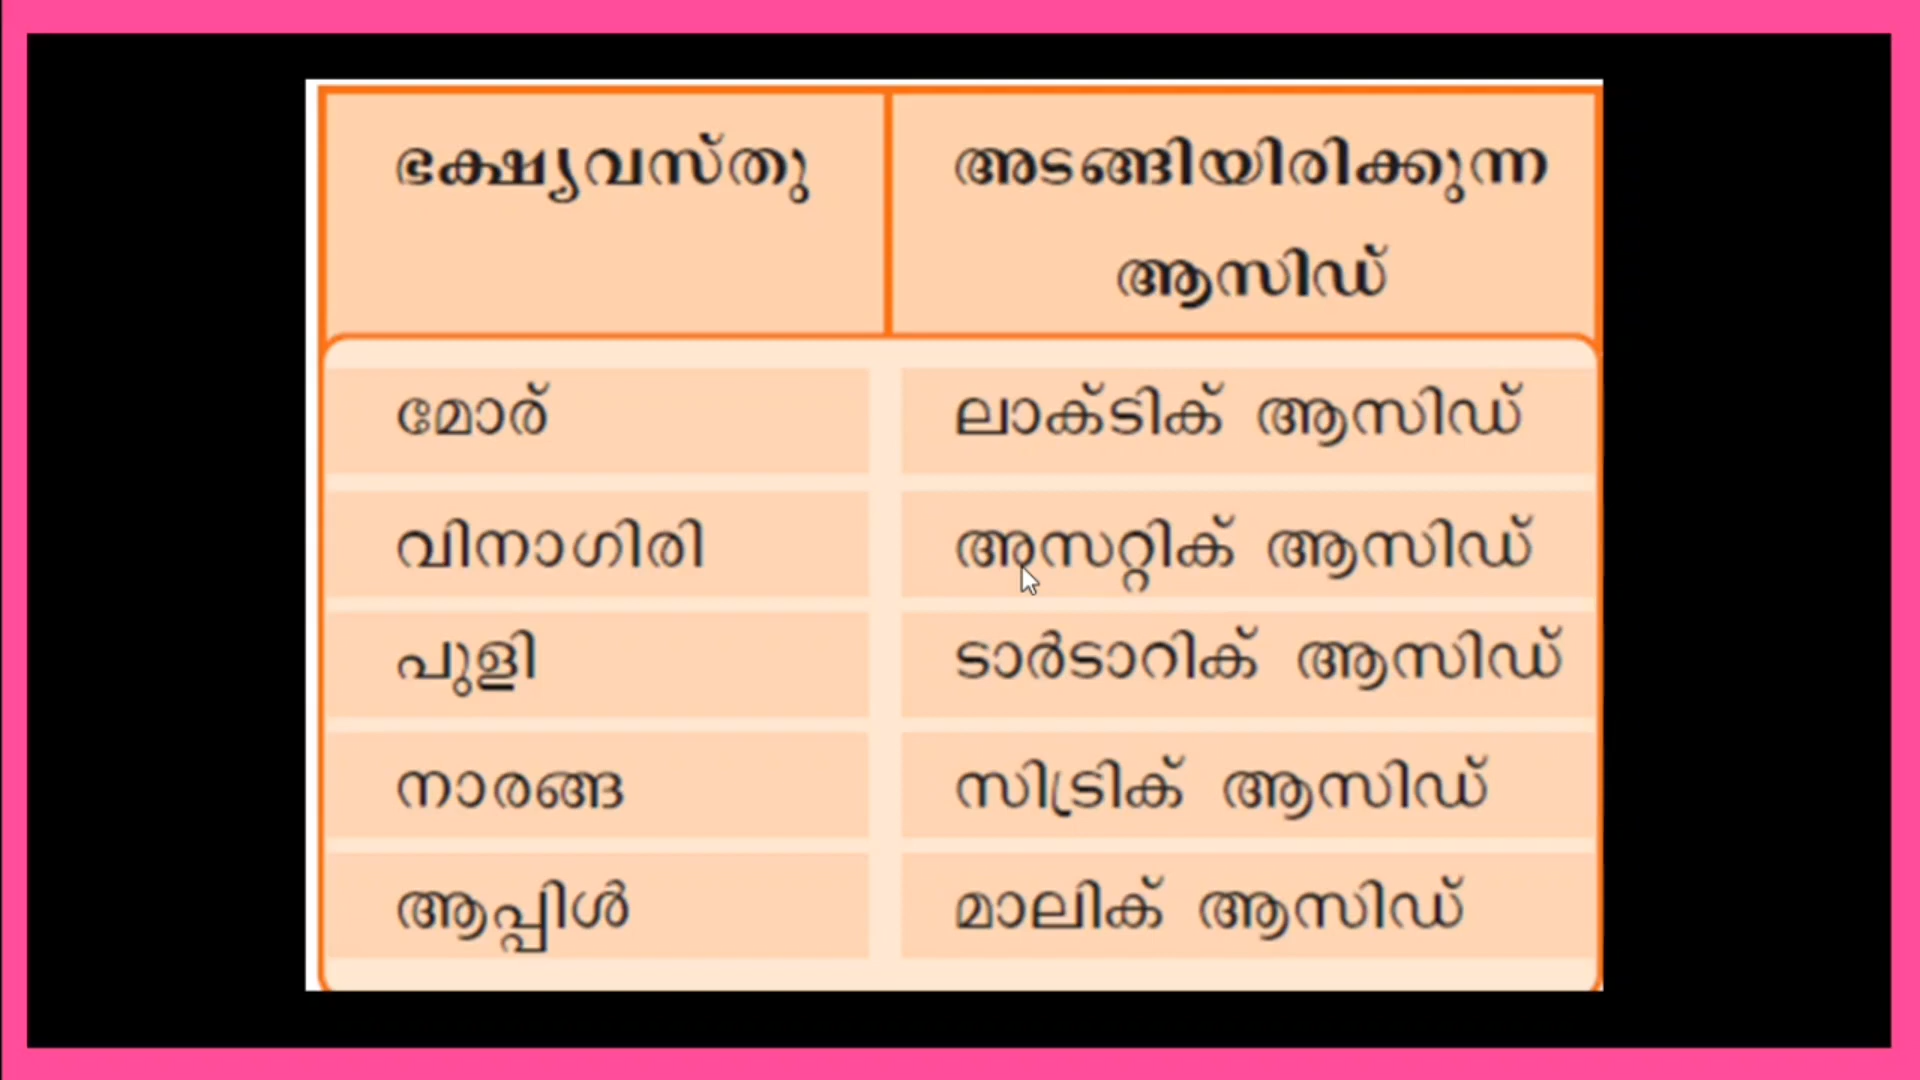 ഭക്ഷ്യവസ്തു
അടങ്ങിയിരിക്കുന്ന
ആസിഡ്
മോര് ലാക്ടിക് ആസിഡ്
വിനാഗിരി അസറ്റിക് ആസിഡ്
പുളി ടാർടാറിക് ആസിഡ്
നാരങ്ങ സിട്രിക് ആസിഡ്
ആപ്പിൾ മാലിക് ആസിഡ്